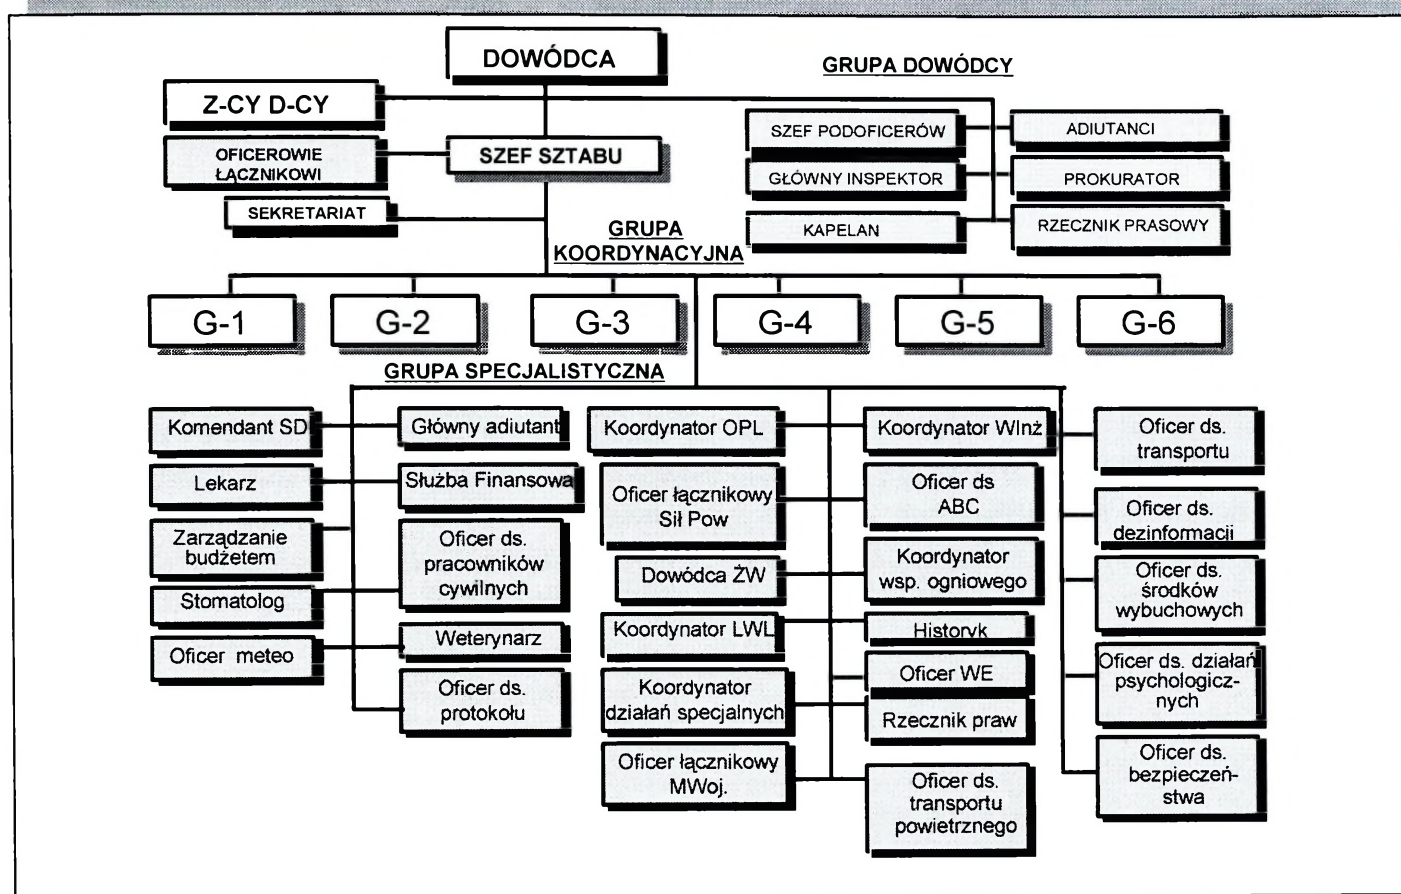 DOWÓDCA
GRUPA DOWÓDCY
Z-CY D-CY
SZEF PODOFICERÓW
ADIUTANCI
OFICEROWIE
ŁĄCZNIKOWI
SZEF SZTABU
GŁÓWNY INSPEKTOR
PROKURATOR
SEKRETARIAT
KAPELAN
RZECZNIK PRASOWY
GRUPA
KOORDYNACYJNA
G-1
G-2
G-3
G-4
G-5
G-6
GRUPA SPECJALISTYCZNA
Komendant SD
Główny adiutant
Lekarz
Służba Finansowa
Zarządzanie
budżetem
Oficer ds.
pracowników
cywilnych
Stomatolog
Weterynarz
Oficer meteo
Oficer ds.
protokołu
Koordynator OPL
Koordynator WInż
Oficer łącznikowy
Sił Pow
Oficer ds
ABC
Dowódca ŻW
Koordynator
wsp. ogniowego
Koordynator LWL
Historyk
Koordynator
działań specjalnych
Oficer WE
Rzecznik praw
Oficer łącznikowy
MWoj.
Oficer ds.
transportu
powietrznego
Oficer ds.
transportu
Oficer ds.
dezinformacji
Oficer ds.
środków
wybuchowych
Oficer ds. działań
psychologicz-
nych
Oficer ds.
bezpieczeń-
stwa